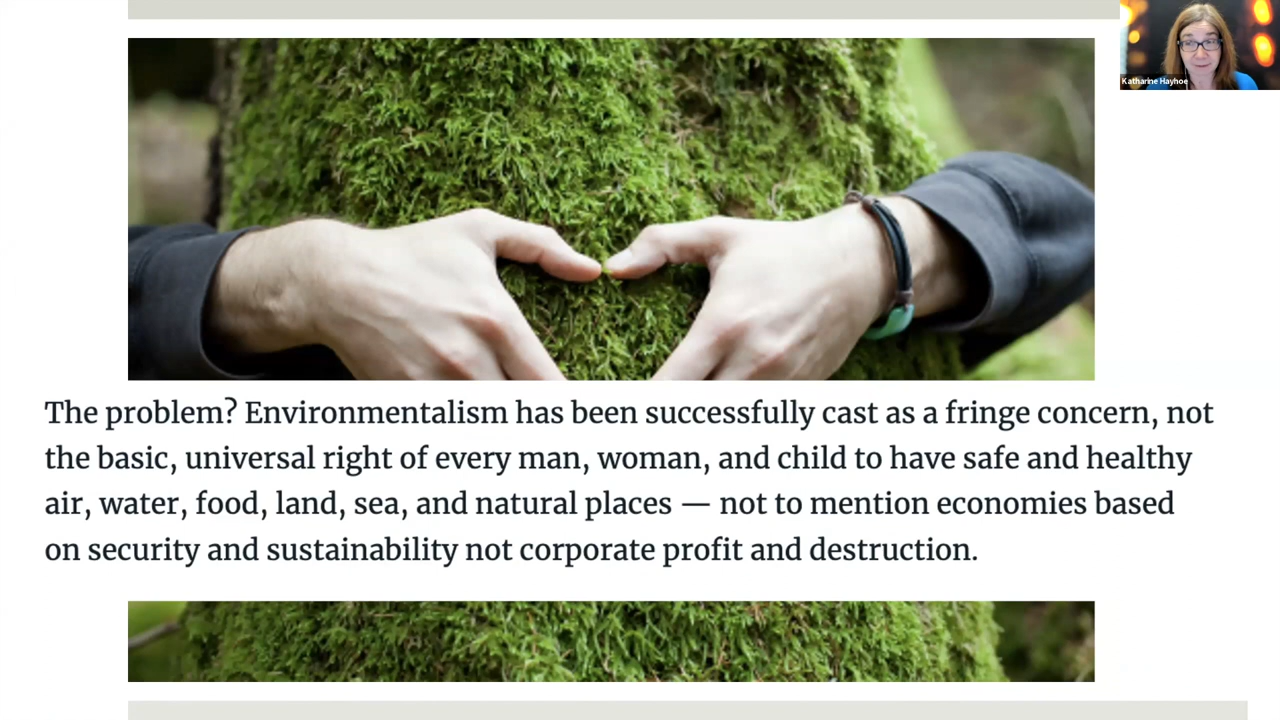 Katharine Hayhoe
The problem? Environmentalism has been successfully cast as a fringe concern, not
the basic, universal right of every man, woman, and child to have safe and healthy
air, water, food, land, sea, and natural places — not to mention economies based
on security and sustainability not corporate profit and destruction.